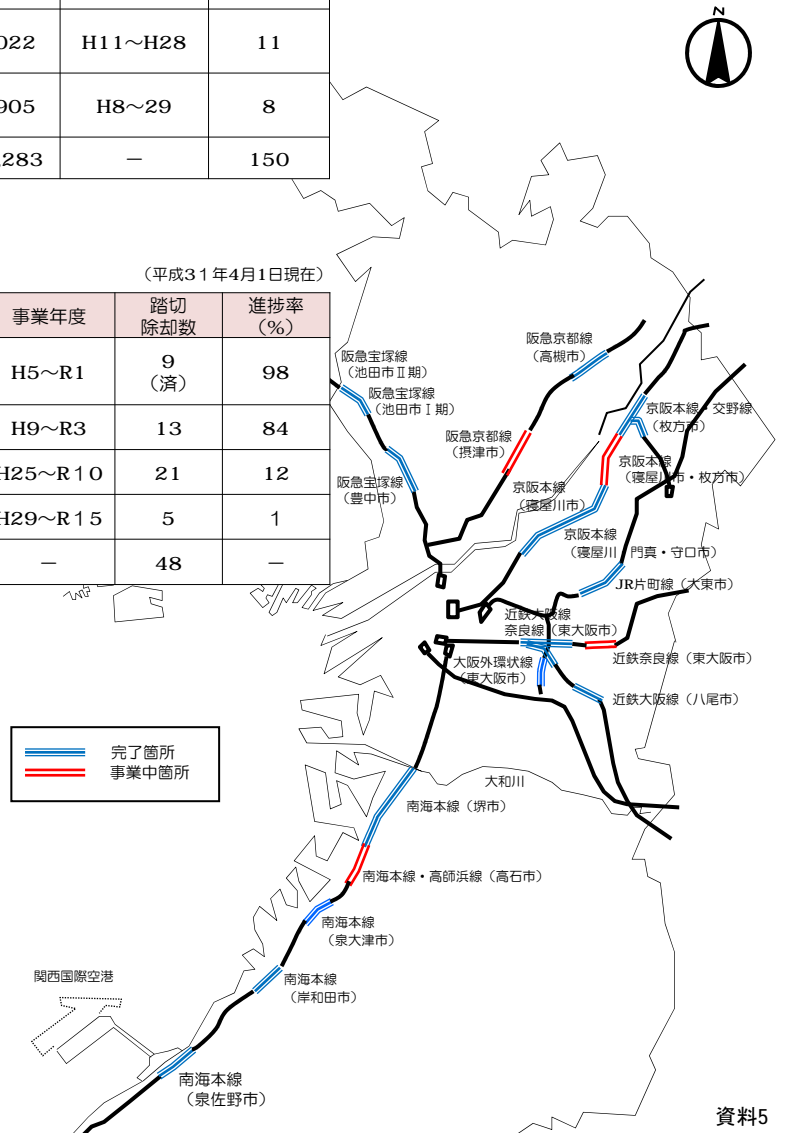 N
022 H11～H28 11
905 H8～29 8
283 － 150
（平成31年4月1日現在）
事業年度 踏切除却数 進捗率（%）
H5～R1 9（済） 98
H9～R3 13 84
H25～R10 21 12
H29～R15 5 1
－ 48 －
阪急京都線
（高槻市）
阪急宝塚線
（池田市Ⅱ期）
阪急宝塚線
（池田市Ⅰ期）
京阪本線・交野線
（枚方市）
阪急京都線
（摂津市）
京阪本線
（寝屋川市・枚方市）
阪急宝塚線
（豊中市）
京阪本線
（寝屋川市）
京阪本線
（寝屋川 門真・守口市）
JR片町線（大東市）
近鉄大阪線
奈良線（東大阪市）
大阪外環状線
（東大阪市）
近鉄奈良線（東大阪市）
近鉄大阪線（八尾市）
完了箇所
事業中箇所
大和川
南海本線（堺市）
南海本線・高師浜線（高石市）
南海本線
（泉大津市）
関西国際空港
南海本線
（岸和田市）
南海本線
（泉佐野市）
資料5